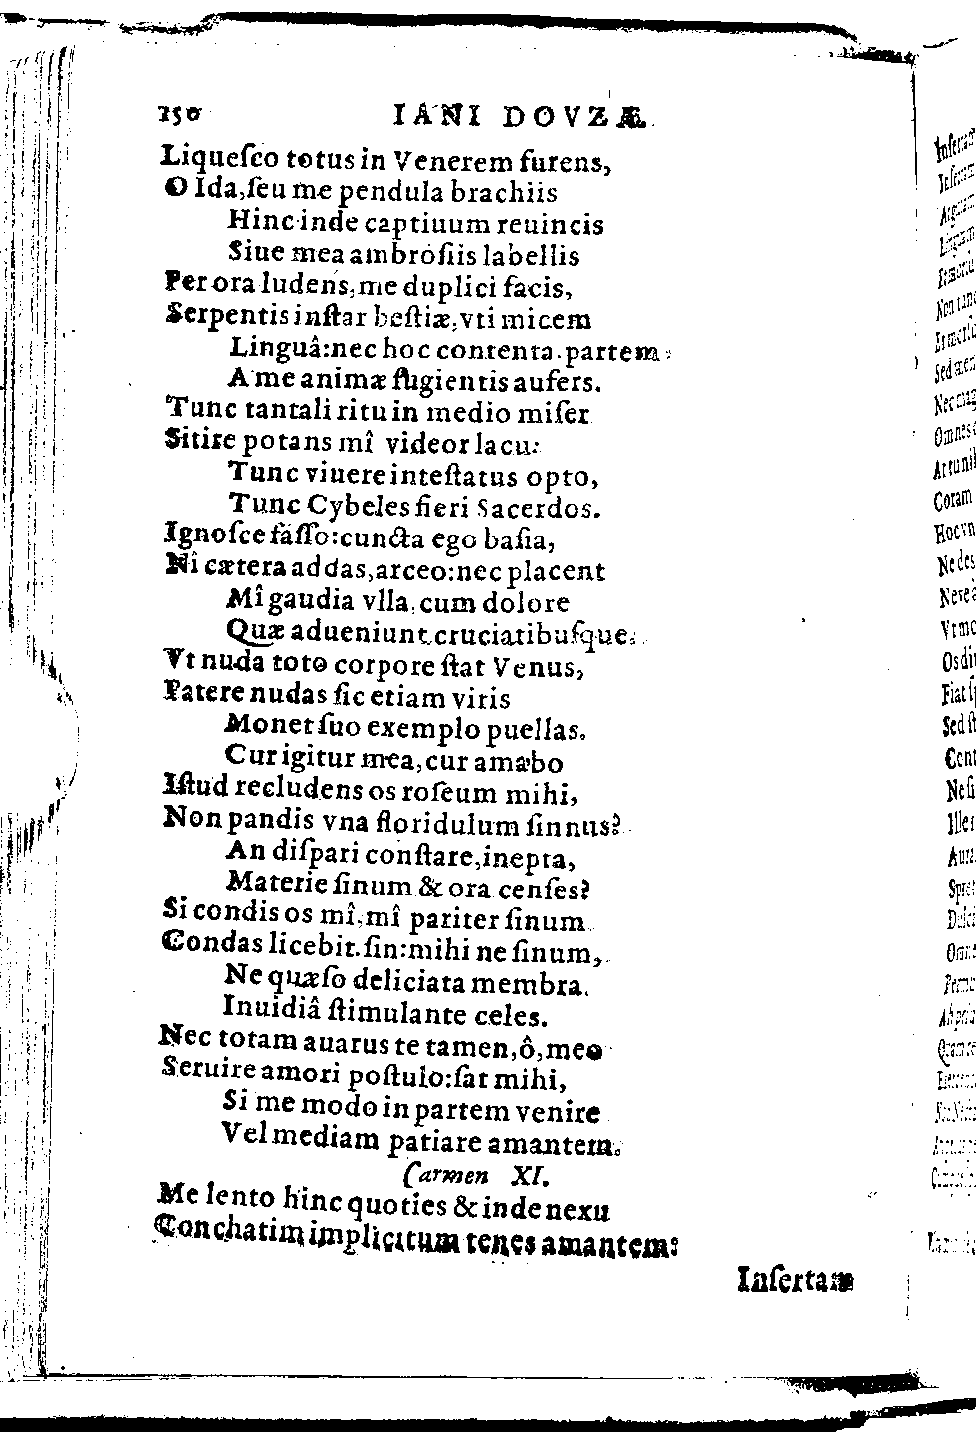 150 IANI DOVZÆ.
Liqueſco totus in Venerem furens,
O Ida, ſeu me pendula brachiis
Hinc inde captiuum reuincis
Siue mea ambroſiis labellis
Per ora ludens, me duplici facis,
Serpentis inſtar beſtiæ, vti micem
Linguâ: nec hoc contenta. partem
A me animæ fugientis aufers.
Tunc tantali ritu in medio miſer
Sitire potans mî videor lacu:
Tunc viuere inteſtatus opto,
Tunc Cybeles fieri Sacerdos.
Ignoſce faſſo: cuncta ego baſia,
Ni cætera addas, arceo: nec placent
Mî gaudia vlla, cum dolore
Quæ adueniunt cruciatibuſque.
Vt nuda toto corpore ſtat Venus,
Patere nudas ſic etiam viris
Monet ſuo exemplo puellas.
Cur igitur mea, cur amabo
Iſtud recludens os roſeum mihi,
Non pandis vna floridulum ſinnus?
An diſpari conſtare, inepta,
Materie ſinum & ora cenſes?
Si condis os mî, mî pariter ſinum
Condas licebit. ſin: mihi ne ſinum,
Ne quæſo deliciata membra.
Inuidiâ ſtimulante celes.
Nec totam auarus te tamen, ô, meo
Seruire amori poſtulo: ſat mihi,
Si me modo in partem venire
Vel mediam patiare amantem.
Carmen XI.
Me lento hinc quoties & inde nexu
Conchatim implicitum tenes amantem:
Inſertam